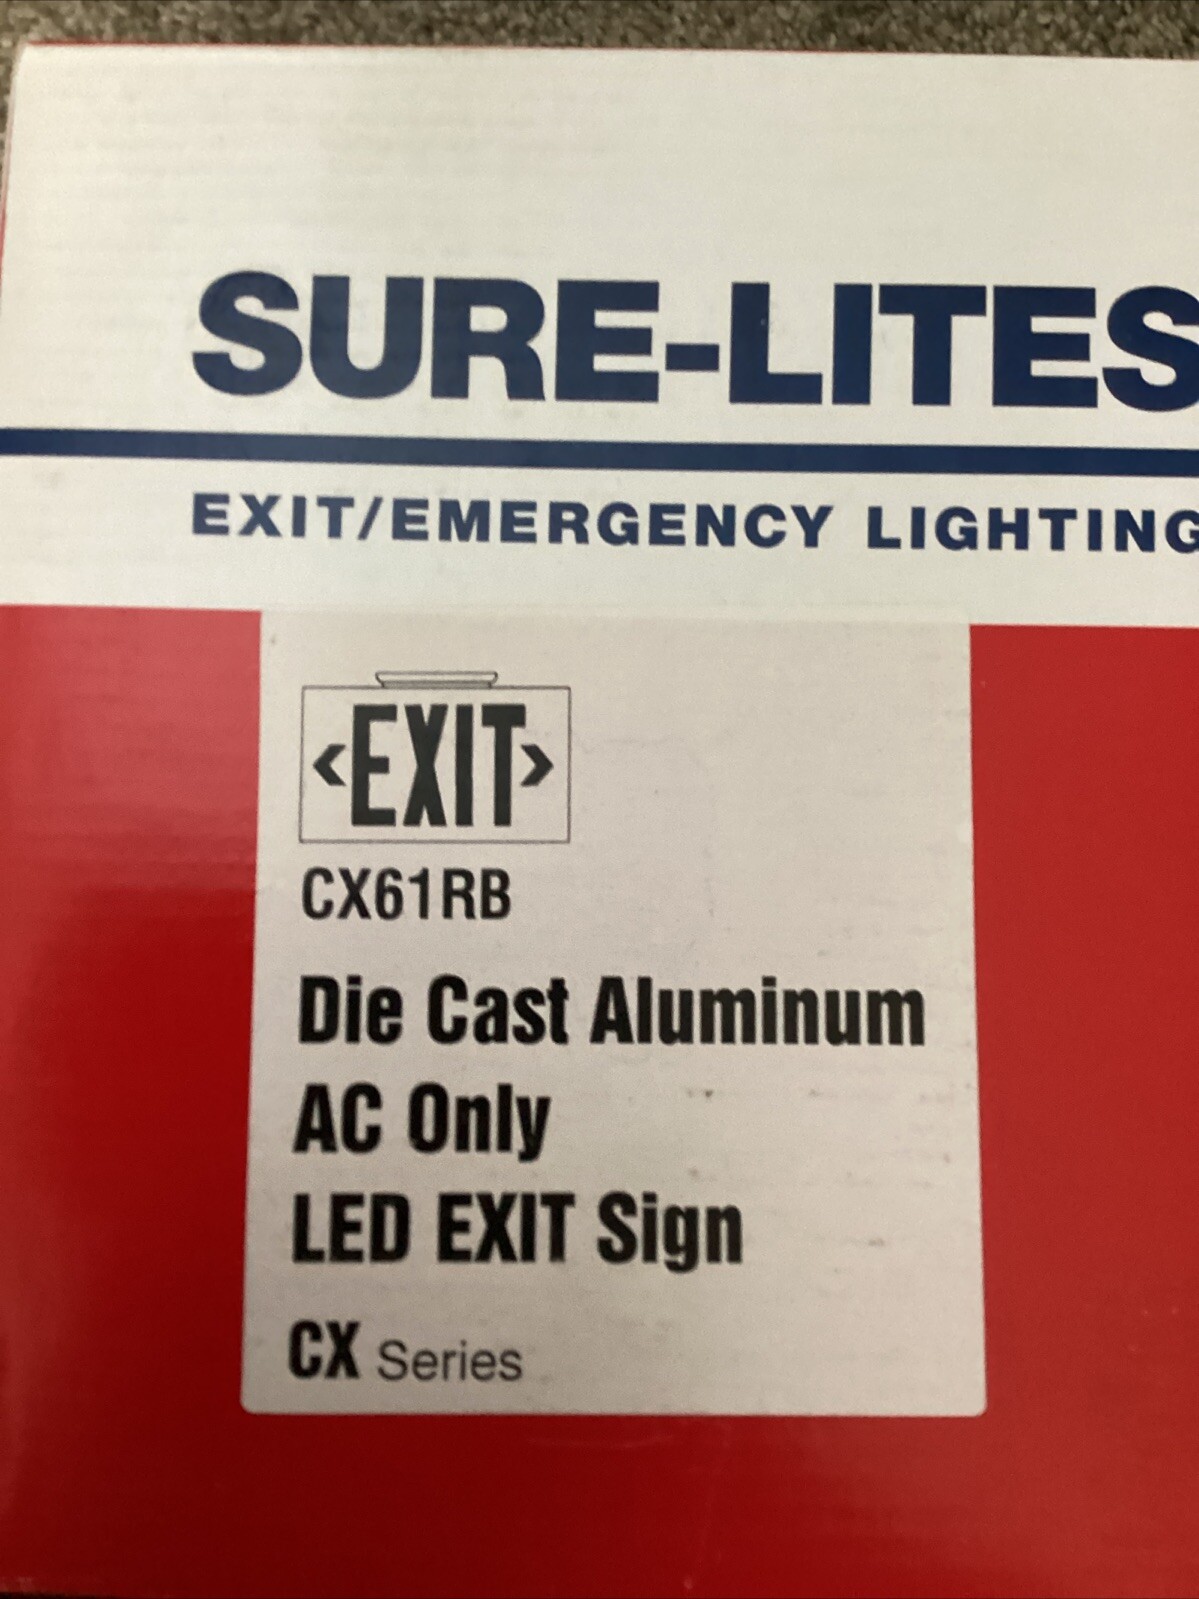 SURE-LITES
EXIT/EMERGENCY LIGHTING
<EXIT>
CX61RB
Die Cast Aluminum
AC Only
LED EXIT Sign
CX Series